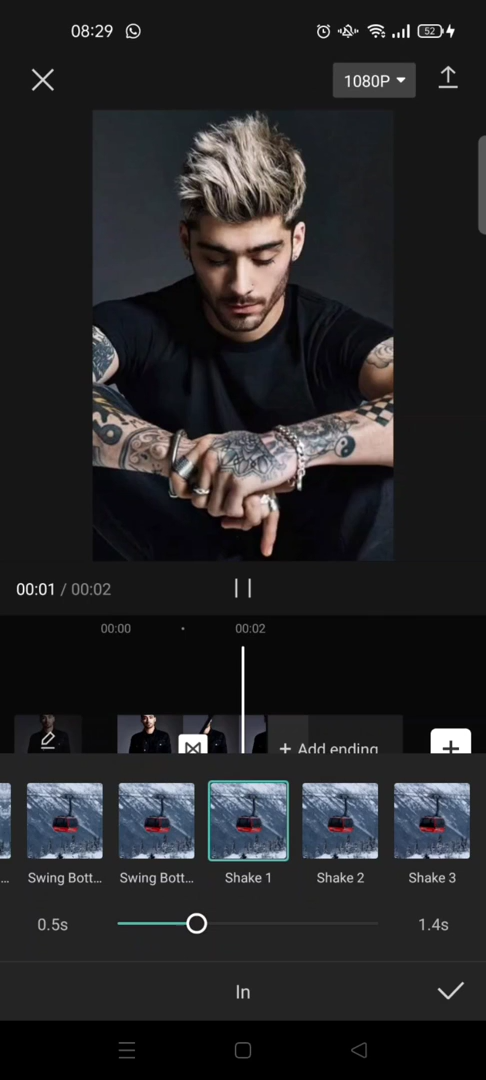 08:29
52
1080P
00:01 / 00:02
00:00
00:02
+ Add ending
...
Swing Bott...
Swing Bott...
Shake 1
Shake 2
Shake 3
0.5s
1.4s
In